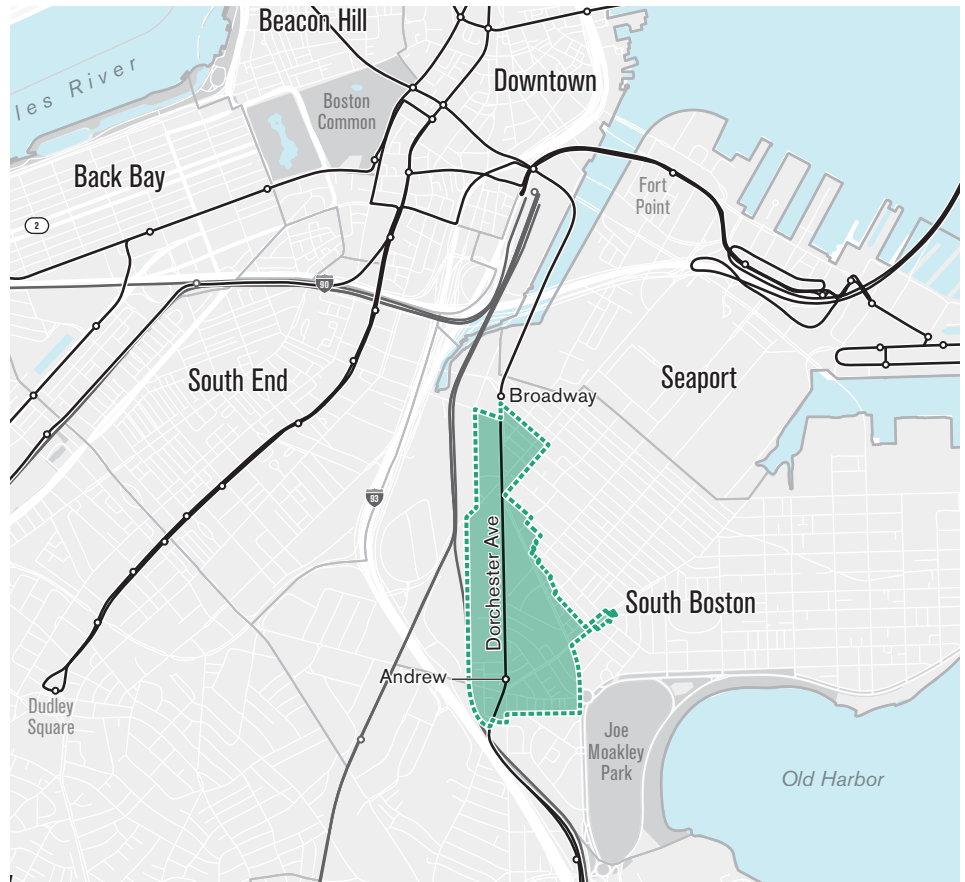 Beacon Hill
les River
Downtown
Boston
Common
Back Bay
Fort
Point
2
90
South End
Seaport
Broadway
93
Dorchester Ave
South Boston
Andrew
Dudley
Square
Joe
Moakley
Park
Old Harbor